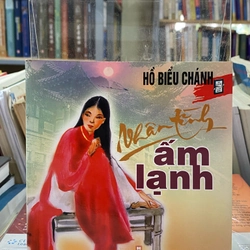 HỒ BIỂU CHÁNH
Nhân tình
ấm
lạnh